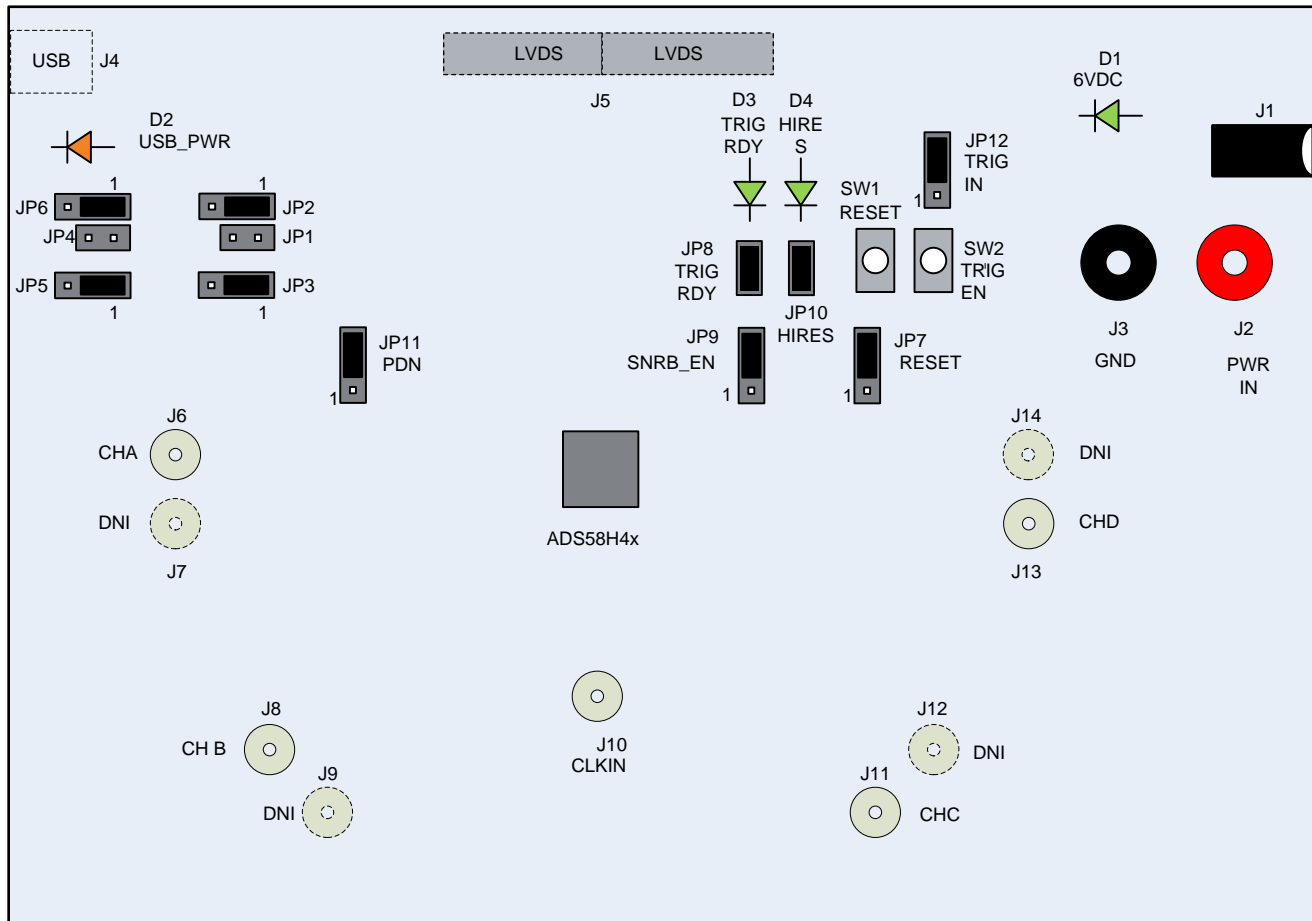 USB
J4
LVDS
LVDS
J5
D1
6VDC
J1
D2
USB_PWR
D3
TRIG
RDY
D4
HIRE
S
JP12
TRIG
IN
1
SW1
RESET
SW2
TRIG
EN
1
JP6
JP4
JP5
1
1
JP2
JP1
JP3
1
JP8
TRIG
RDY
JP10
HIRES
JP9
SNRB_EN
1
JP7
RESET
1
JP11
PDN
1
J3
GND
J2
PWR
IN
J6
CHA
DNI
J7
ADS58H4x
J14
DNI
CHD
J13
J8
CH B
J9
DNI
J10
CLKIN
J12
DNI
J11
CHC